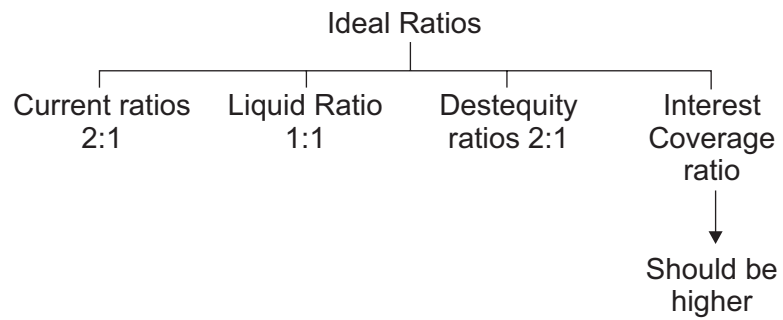 Ideal Ratios
Current ratios
2:1
Liquid Ratio
1:1
Destequity
ratios 2:1
Interest
Coverage
ratio
Should be
higher